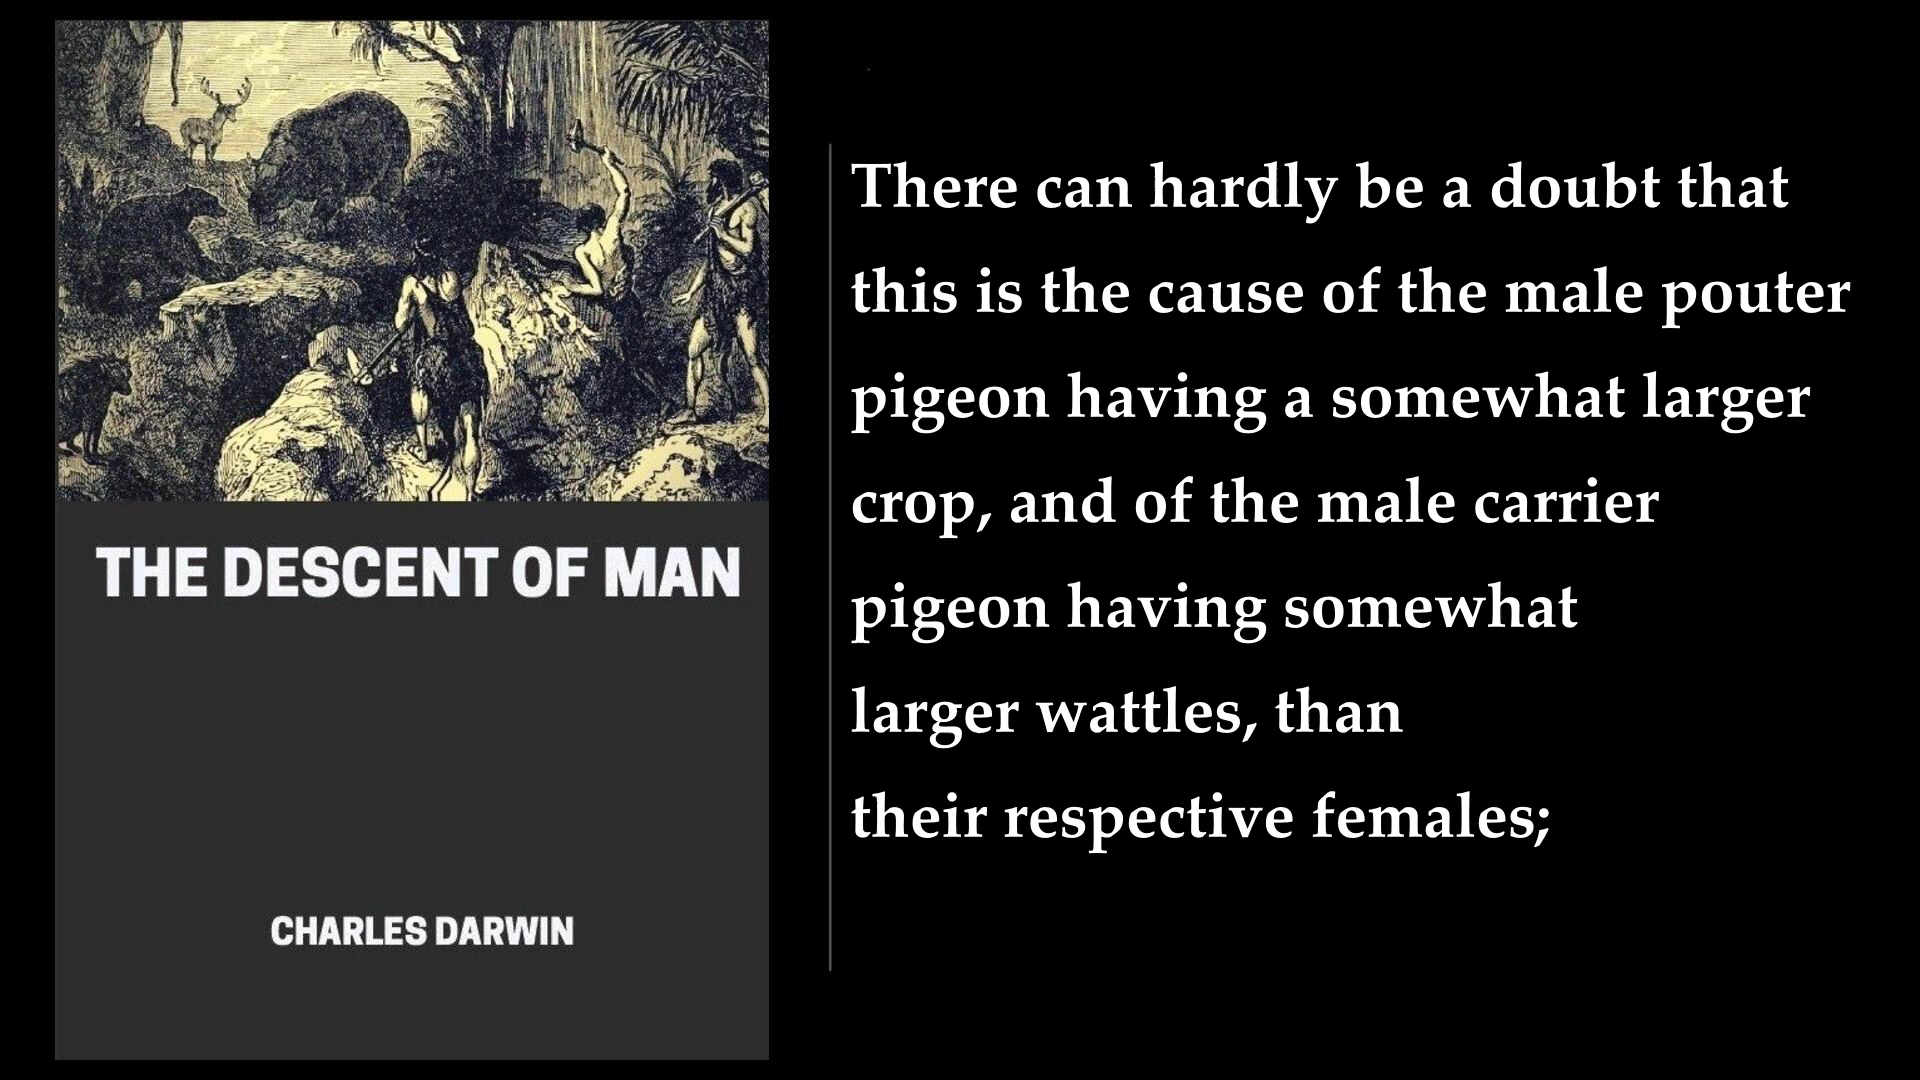 THE DESCENT OF MAN
CHARLES DARWIN
There can hardly be a doubt that
this is the cause of the male pouter
pigeon having a somewhat larger
crop, and of the male carrier
pigeon having somewhat
larger wattles, than
their respective females;